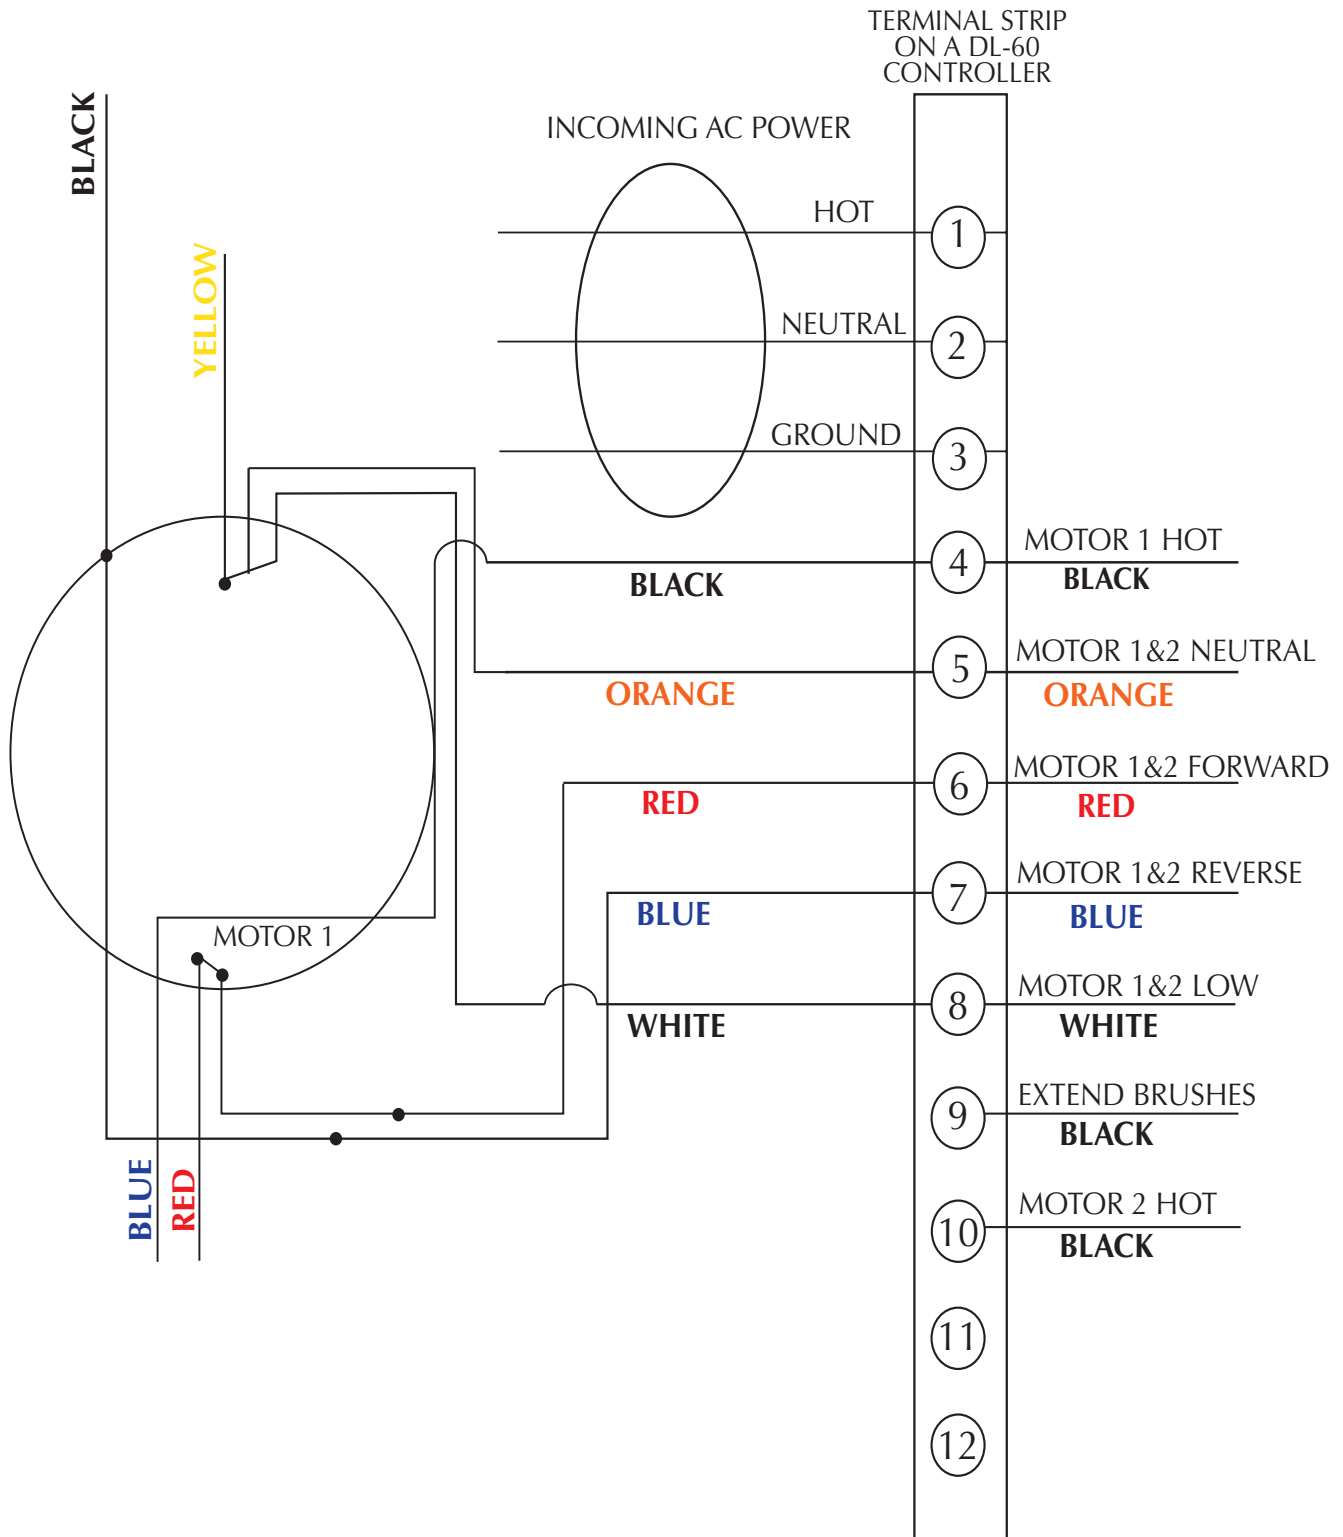 TERMINAL STRIP
ON A DL-60
CONTROLLER
BLACK
INCOMING AC POWER
HOT
1
YELLOW
NEUTRAL
2
GROUND
3
BLACK
4
MOTOR 1 HOT
BLACK
ORANGE
5
MOTOR 1&2 NEUTRAL
ORANGE
RED
6
MOTOR 1&2 FORWARD
RED
BLUE
7
MOTOR 1&2 REVERSE
BLUE
MOTOR 1
WHITE
8
MOTOR 1&2 LOW
WHITE
9
EXTEND BRUSHES
BLACK
BLUE
RED
10
MOTOR 2 HOT
BLACK
11
12